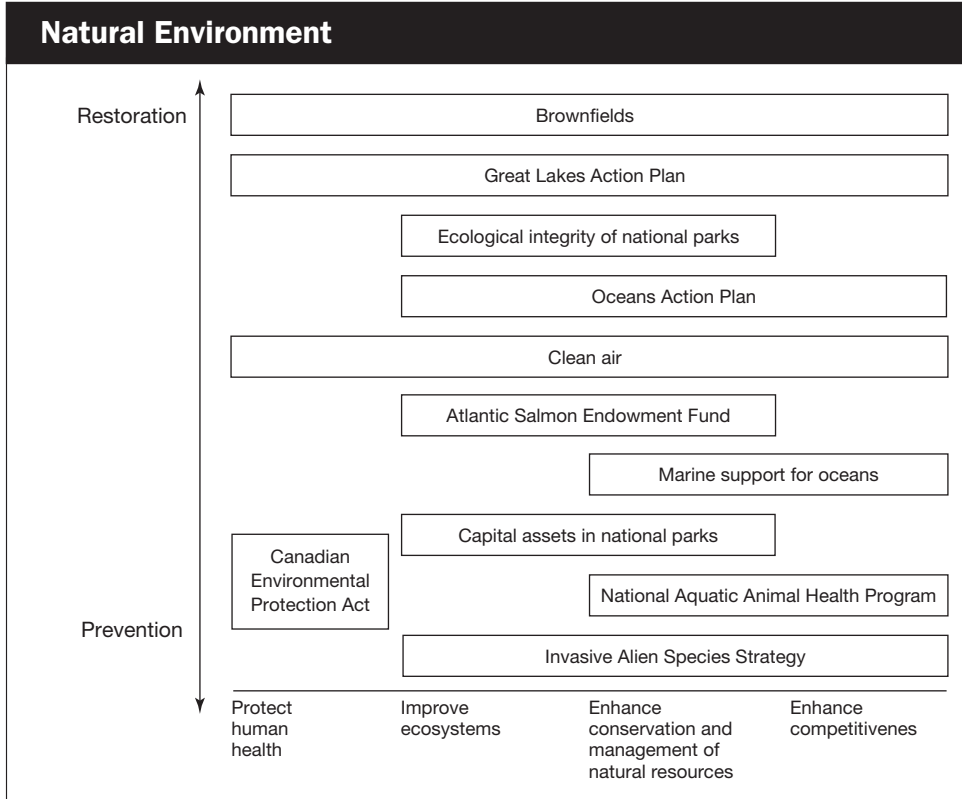 Natural Environment
Restoration
Brownfields
Great Lakes Action Plan
Ecological integrity of national parks
Oceans Action Plan
Clean air
Atlantic Salmon Endowment Fund
Marine support for oceans
Capital assets in national parks
Canadian
Environmental
Protection Act
National Aquatic Animal Health Program
Prevention
Invasive Alien Species Strategy
Protect
human
health
Improve
ecosystems
Enhance
conservation and
management of
natural resources
Enhance
competitivenes